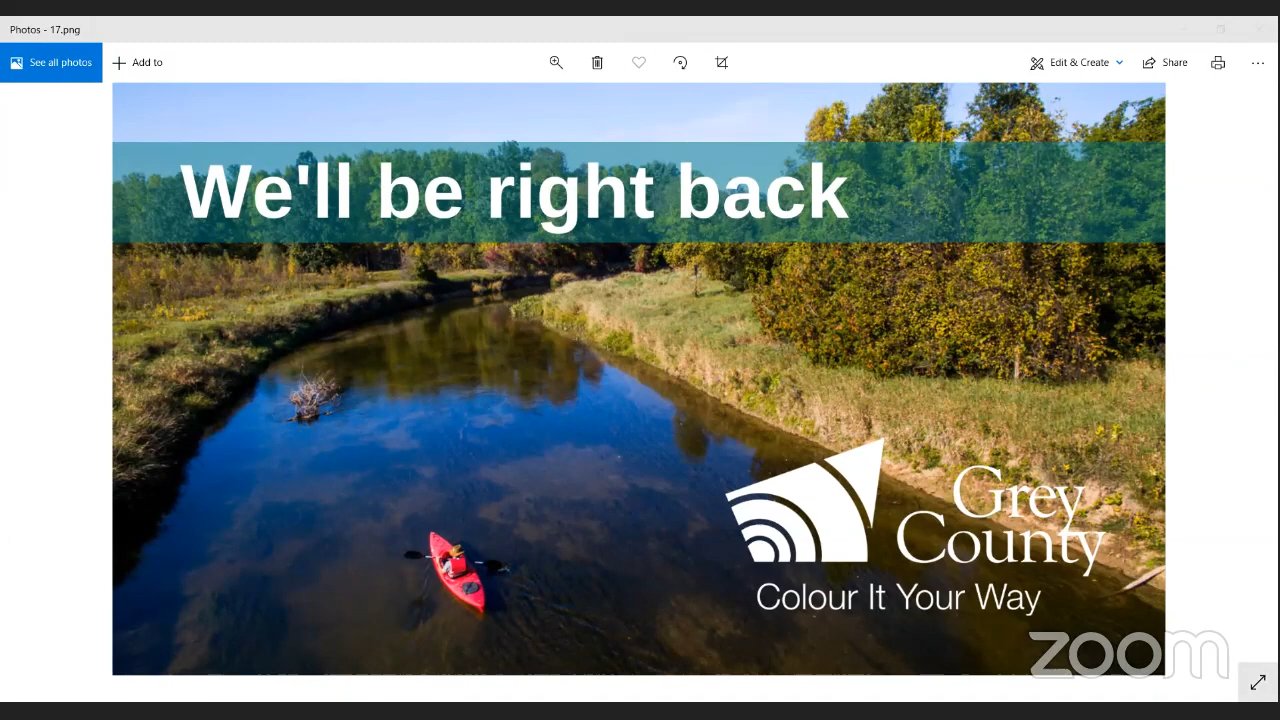 Photos - 17.png
See all photos
Add to
Edit & Create
Share
We'll be right back
Grey
County
Colour It Your Way
zoom